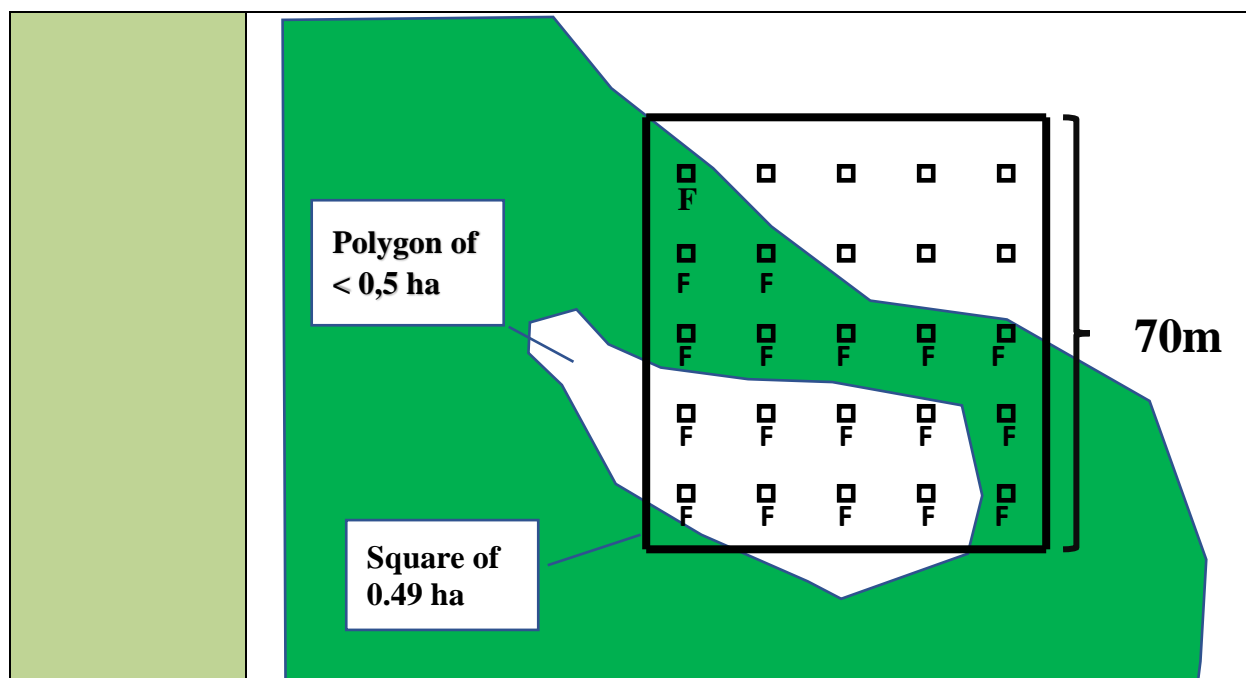 F
Polygon of
< 0,5 ha
F F
70m
F F F F F
F F F F F
F F F F F
Square of
0.49 ha